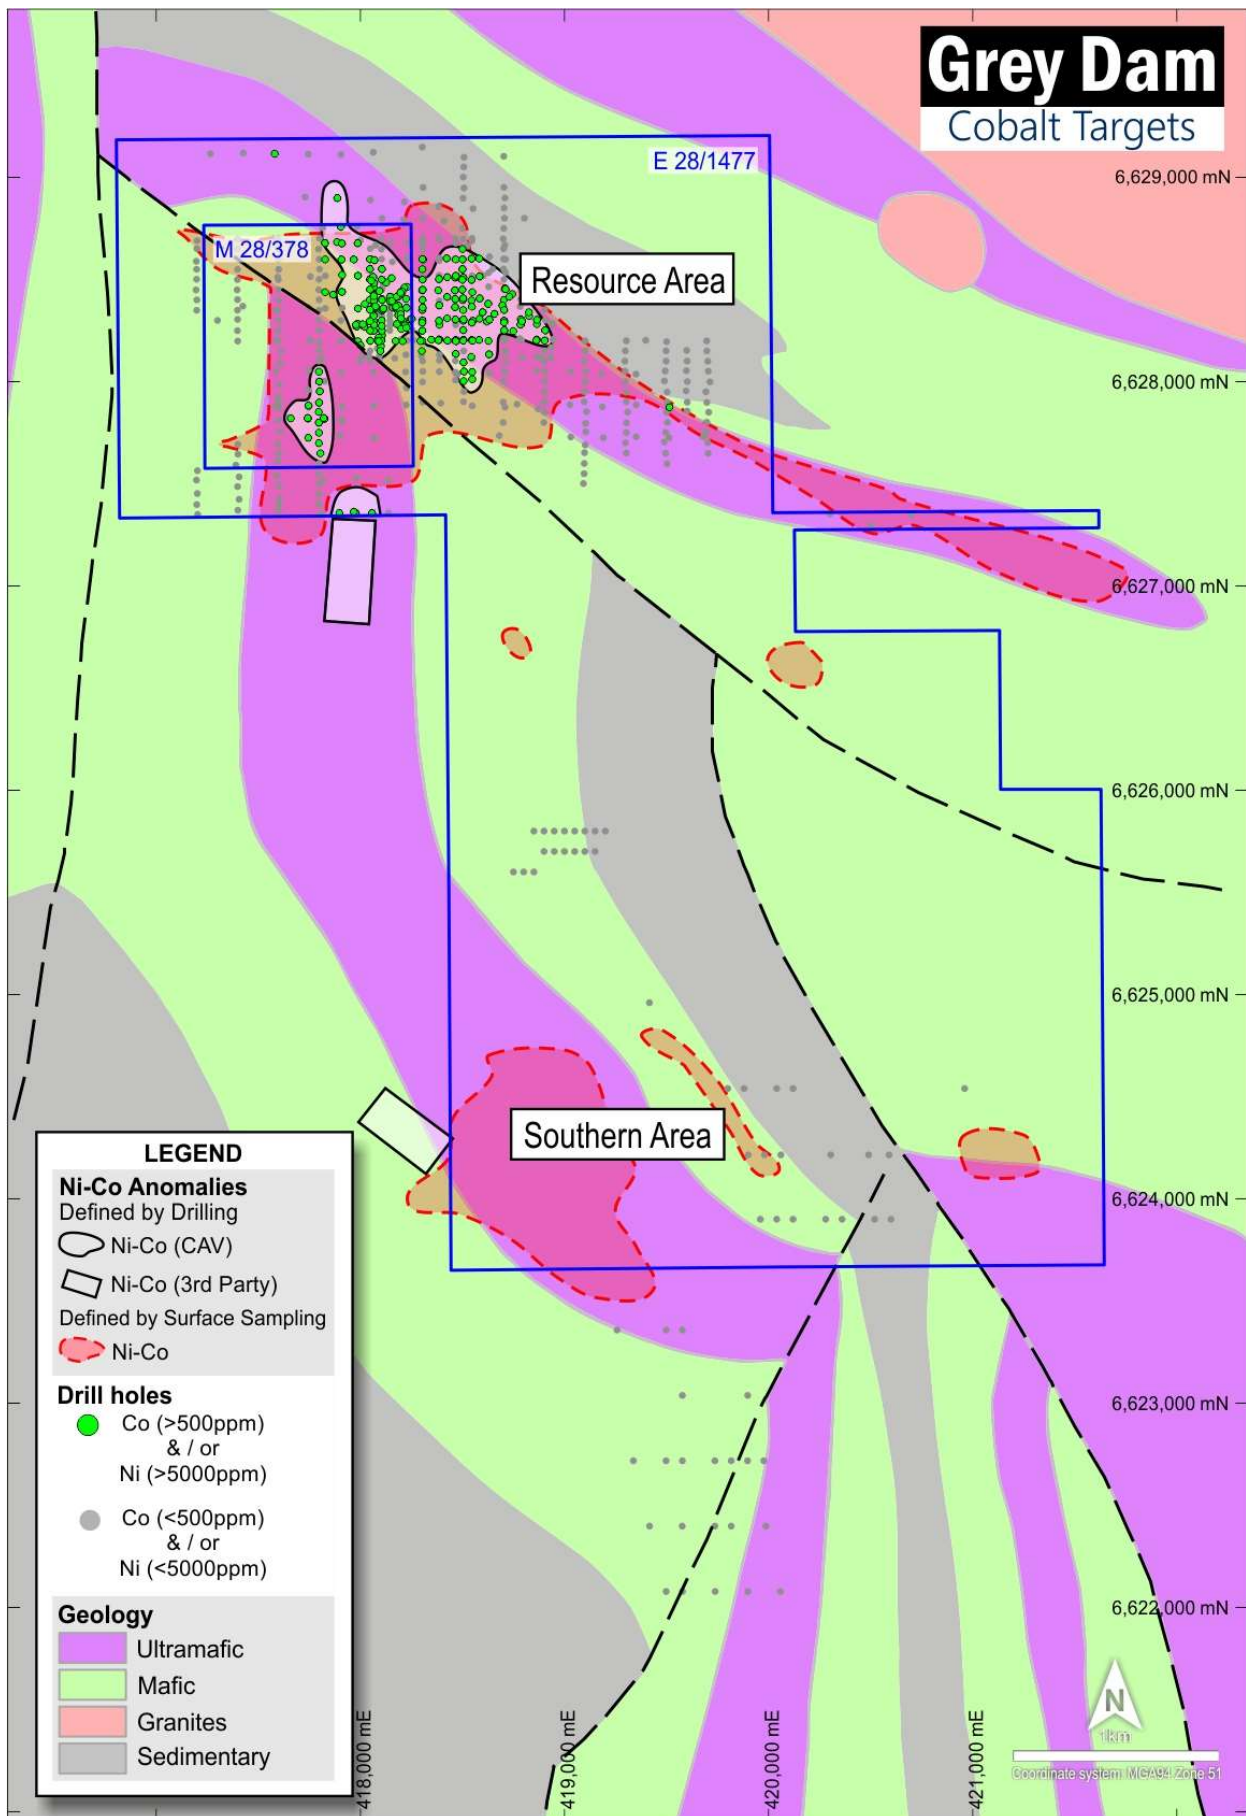 Grey Dam
Cobalt Targets
E 28/1477
6,629,000 mN
M 28/378
Resource Area
6,628,000 mN
6,627,000 mN
6,626,000 mN
6,625,000 mN
Southern Area
6,624,000 mN
6,623,000 mN
6,622,000 mN
LEGEND
Ni-Co Anomalies
Defined by Drilling
Ni-Co (CAV)
Ni-Co (3rd Party)
Defined by Surface Sampling
Ni-Co
Drill holes
Co (>500ppm)
& / or
Ni (>5000ppm)
Co (<500ppm)
& / or
Ni (<5000ppm)
Geology
Ultramafic
Mafic
Granites
Sedimentary
418,000 mE
419,000 mE
420,000 mE
421,000 mE
N
1km
Coordinate system: MGA94 Zone 51